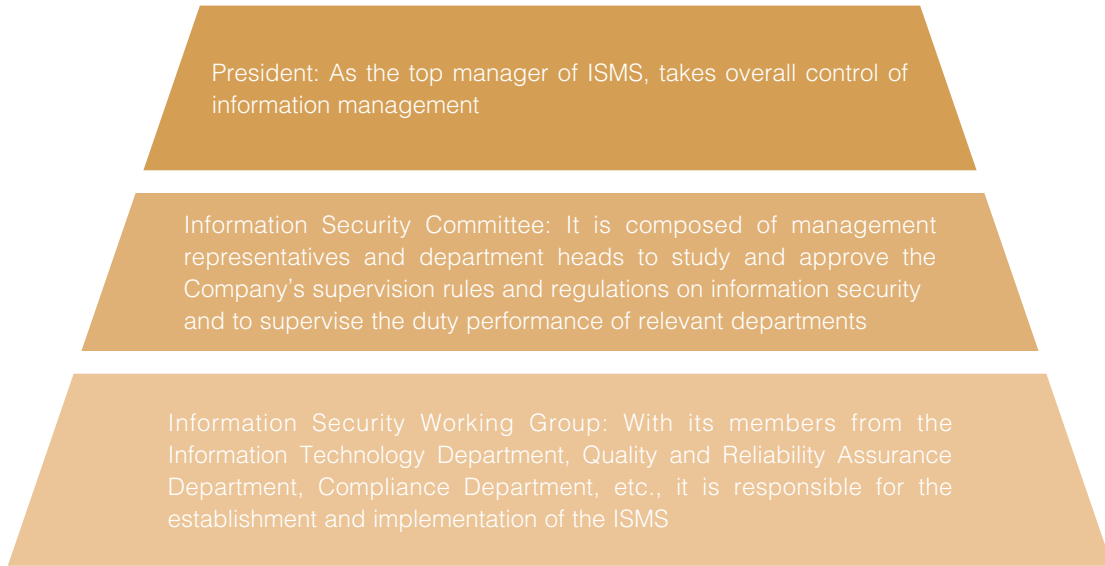 President: As the top manager of ISMS, takes overall control of
information management
Information Security Committee: It is composed of management
representatives and department heads to study and approve the
Company's supervision rules and regulations on information security
and to supervise the duty performance of relevant departments
Information Security Working Group: With its members from the
Information Technology Department, Quality and Reliability Assurance
Department, Compliance Department, etc., it is responsible for the
establishment and implementation of the ISMS